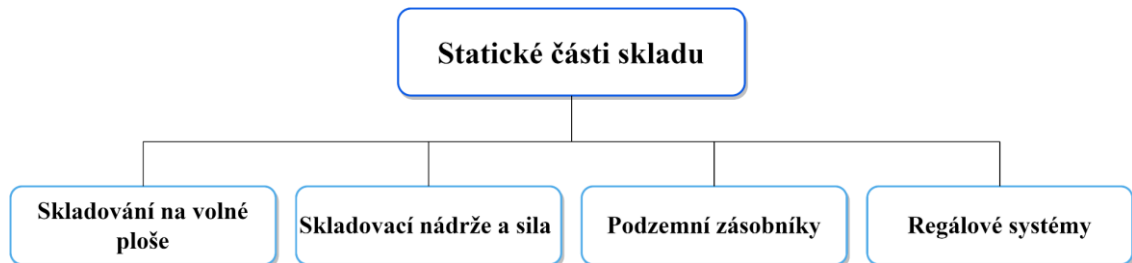 Statické části skladu
Skladování na volné
ploše
Skladovací nádrže a sila
Podzemní zásobníky
Regálové systémy